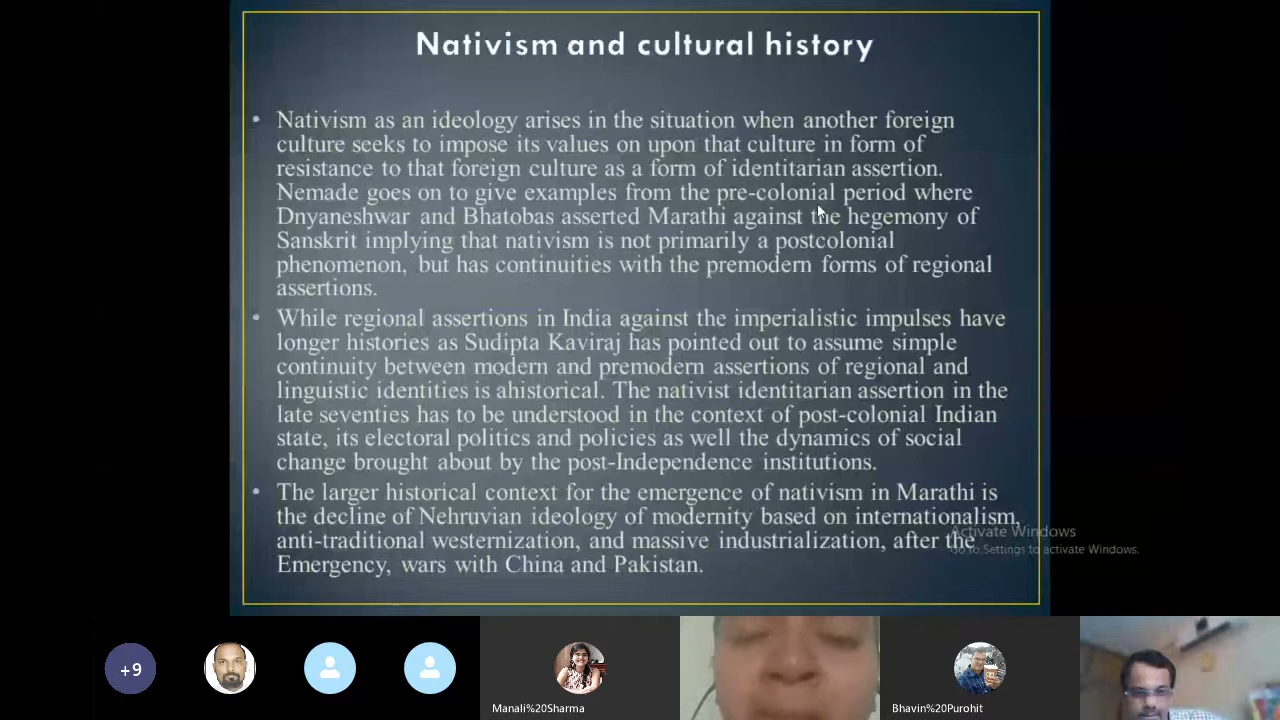 Nativism and cultural history
• Nativism as an ideology arises in the situation when another foreign
culture seeks to impose its values on upon that culture in form of
resistance to that foreign culture as a form of identitarian assertion.
Nemade goes on to give examples from the pre-colonial period where
Dnyaneshwar and Bhatobas asserted Marathi against the hegemony of
Sanskrit implying that nativism is not primarily a postcolonial
phenomenon, but has continuities with the premodern forms of regional
assertions.
• While regional assertions in India against the imperialistic impulses have
longer histories as Sudipta Kaviraj has pointed out to assume simple
continuity between modern and premodern assertions of regional and
linguistic identities is ahistorical. The nativist identitarian assertion in the
late seventies has to be understood in the context of post-colonial Indian
state, its electoral politics and policies as well the dynamics of social
change brought about by the post-Independence institutions.
• The larger historical context for the emergence of nativism in Marathi is
the decline of Nehruvian ideology of modernity based on internationalism,
anti-traditional westernization, and massive industrialization, after the
Emergency, wars with China and Pakistan.
Activate Windows
Go to Settings to activate Windows.
+9
Manali%20Sharma
Bhavin%20Purohit